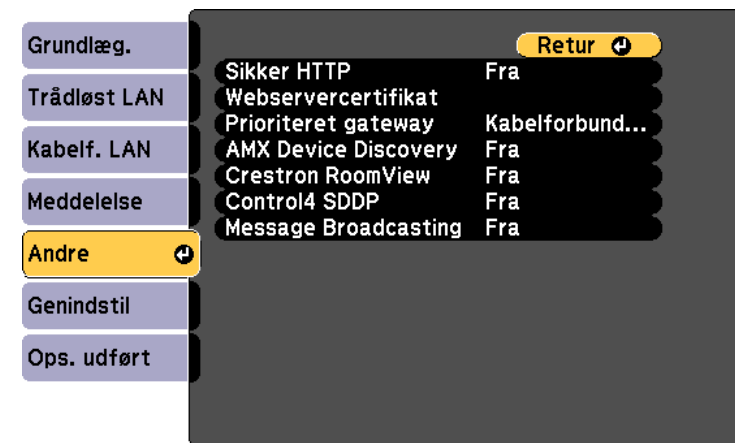 Grundlæg.
Trådløst LAN
Kabelf. LAN
Meddelelse
Andre
Genindstil
Ops. udført
Retur
Sikker HTTP Fra
Webservercertifikat
Prioriteret gateway Kabelforbund...
AMX Device Discovery Fra
Crestron RoomView Fra
Control4 SDDP Fra
Message Broadcasting Fra